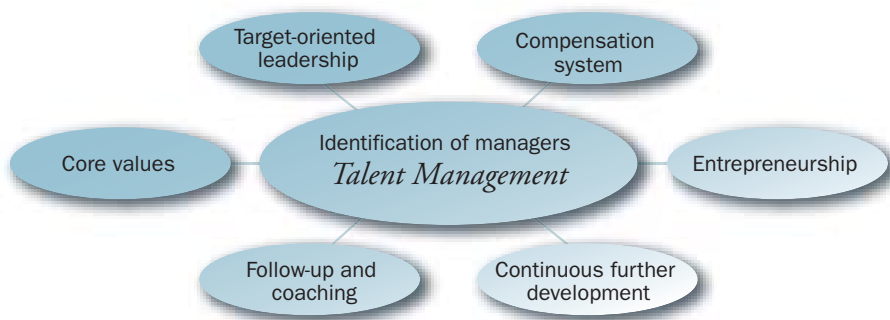 Target-oriented
leadership
Compensation
system
Core values
Identification of managers
Talent Management
Entrepreneurship
Follow-up and
coaching
Continuous further
development